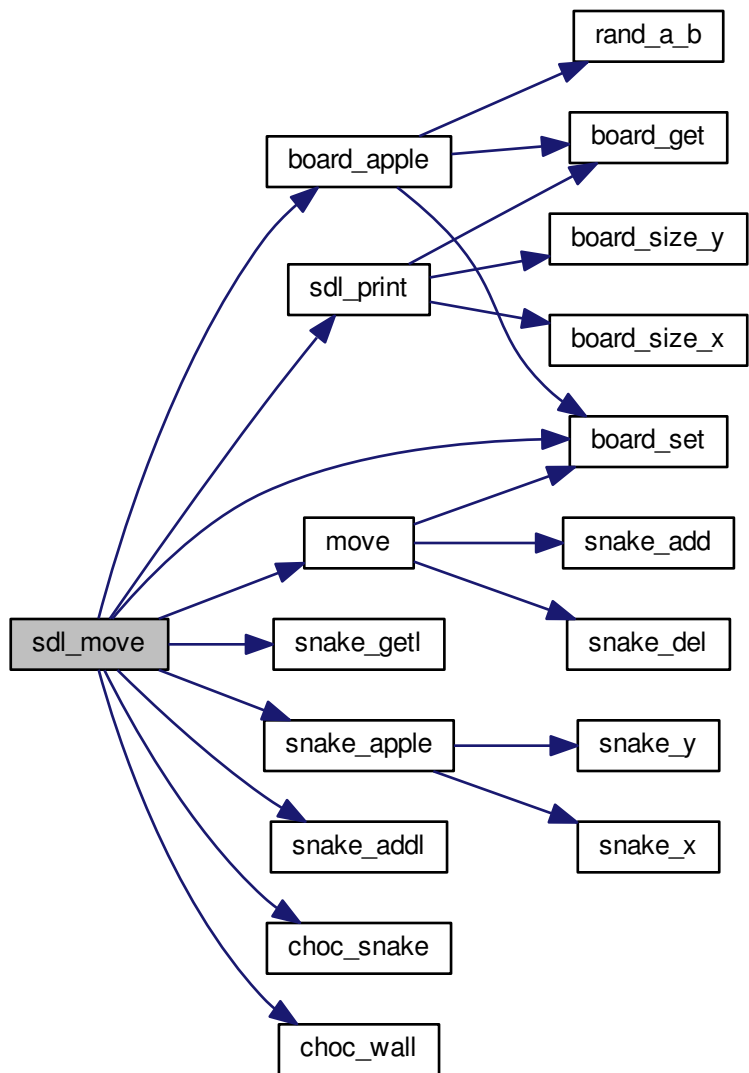 rand_a_b
board_get
board_apple
board_size_y
sdl_print
board_size_x
board_set
move
snake_add
sdl_move
snake_getl
snake_del
snake_apple
snake_y
snake_addl
snake_x
choc_snake
choc_wall